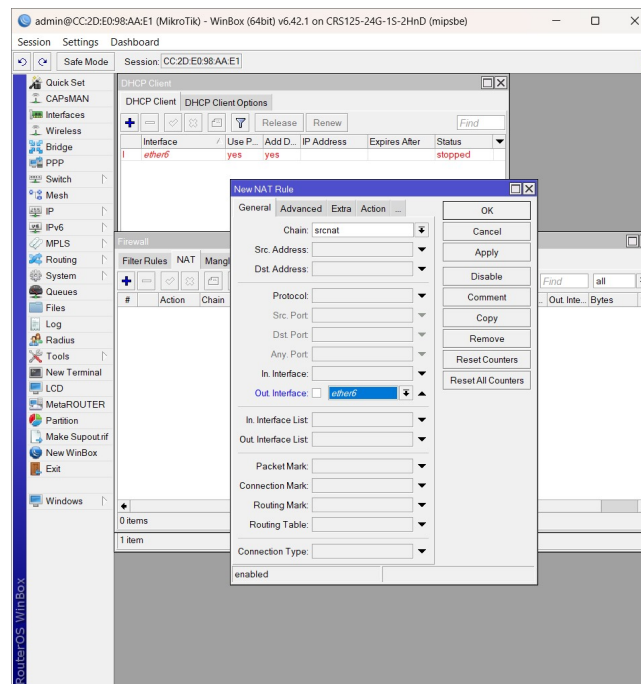 admin@CC:2D:E0:98:AA:E1 (MikroTik) - WinBox (64bit) v6.42.1 on CRS125-24G-1S-2HnD (mipsbe)
Session Settings Dashboard
Safe Mode Session: CC:2D:E0:98:AA:E1
Quick Set
CAPsMAN
Interfaces
Wireless
Bridge
PPP
Switch
Mesh
IP
IPv6
MPLS
Routing
System
Queues
Files
Log
Radius
Tools
New Terminal
LCD
MetaROUTER
Partition
Make Supout.rif
New WinBox
Exit
Windows
RouterOS WinBox
DHCP Client
DHCP Client DHCP Client Options
Release Renew Find
Interface Use P... Add D... IP Address Expires After Status
I ether6 yes yes stopped
Firewall
Filter Rules NAT Mangl
Find all
# Action Chain Out. Inte... Bytes
0 items
1 item
New NAT Rule
General Advanced Extra Action ...
Chain: srcnat
Src. Address:
Dst. Address:
Protocol:
Src. Port:
Dst. Port:
Any. Port:
In. Interface:
Out. Interface: ether6
In. Interface List:
Out. Interface List:
Packet Mark:
Connection Mark:
Routing Mark:
Routing Table:
Connection Type:
enabled
OK
Cancel
Apply
Disable
Comment
Copy
Remove
Reset Counters
Reset All Counters